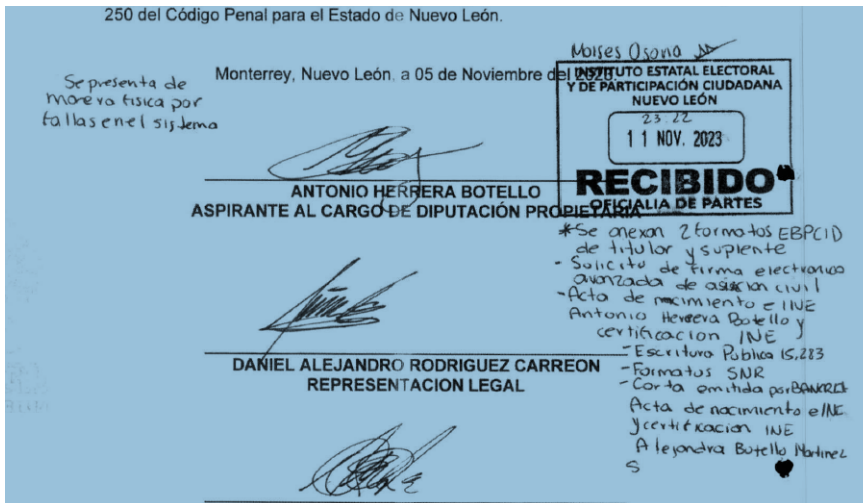 250 del Código Penal para el Estado de Nuevo León.
Monterrey, Nuevo León, a 05 de Noviembre del 2023.
Se presenta de
manera fisica por
fallas en el sistema
Moises Osorio
INSTITUTO ESTATAL ELECTORAL
Y DE PARTICIPACIÓN CIUDADANA
NUEVO LEÓN
23:22
11 NOV. 2023
RECIBIDO
OFICIALIA DE PARTES
ANTONIO HERRERA BOTELLO
ASPIRANTE AL CARGO DE DIPUTACIÓN PROPIETARIA
*Se anexan 2 formatos EBPCID
de titular y suplente
- Solicitu de firma electronica
avanzada de asiacion civil
- Acta de nacimiento e INE
Antonio Herrera Botello y
certificacion INE
- Escritura Publica 15,283
- Formatos SNR
- Carta emitida por
Acta de nacimiento e INE
y certificacion INE
Alejandra Botello Martinez
S
DANIEL ALEJANDRO RODRIGUEZ CARREON
REPRESENTACION LEGAL